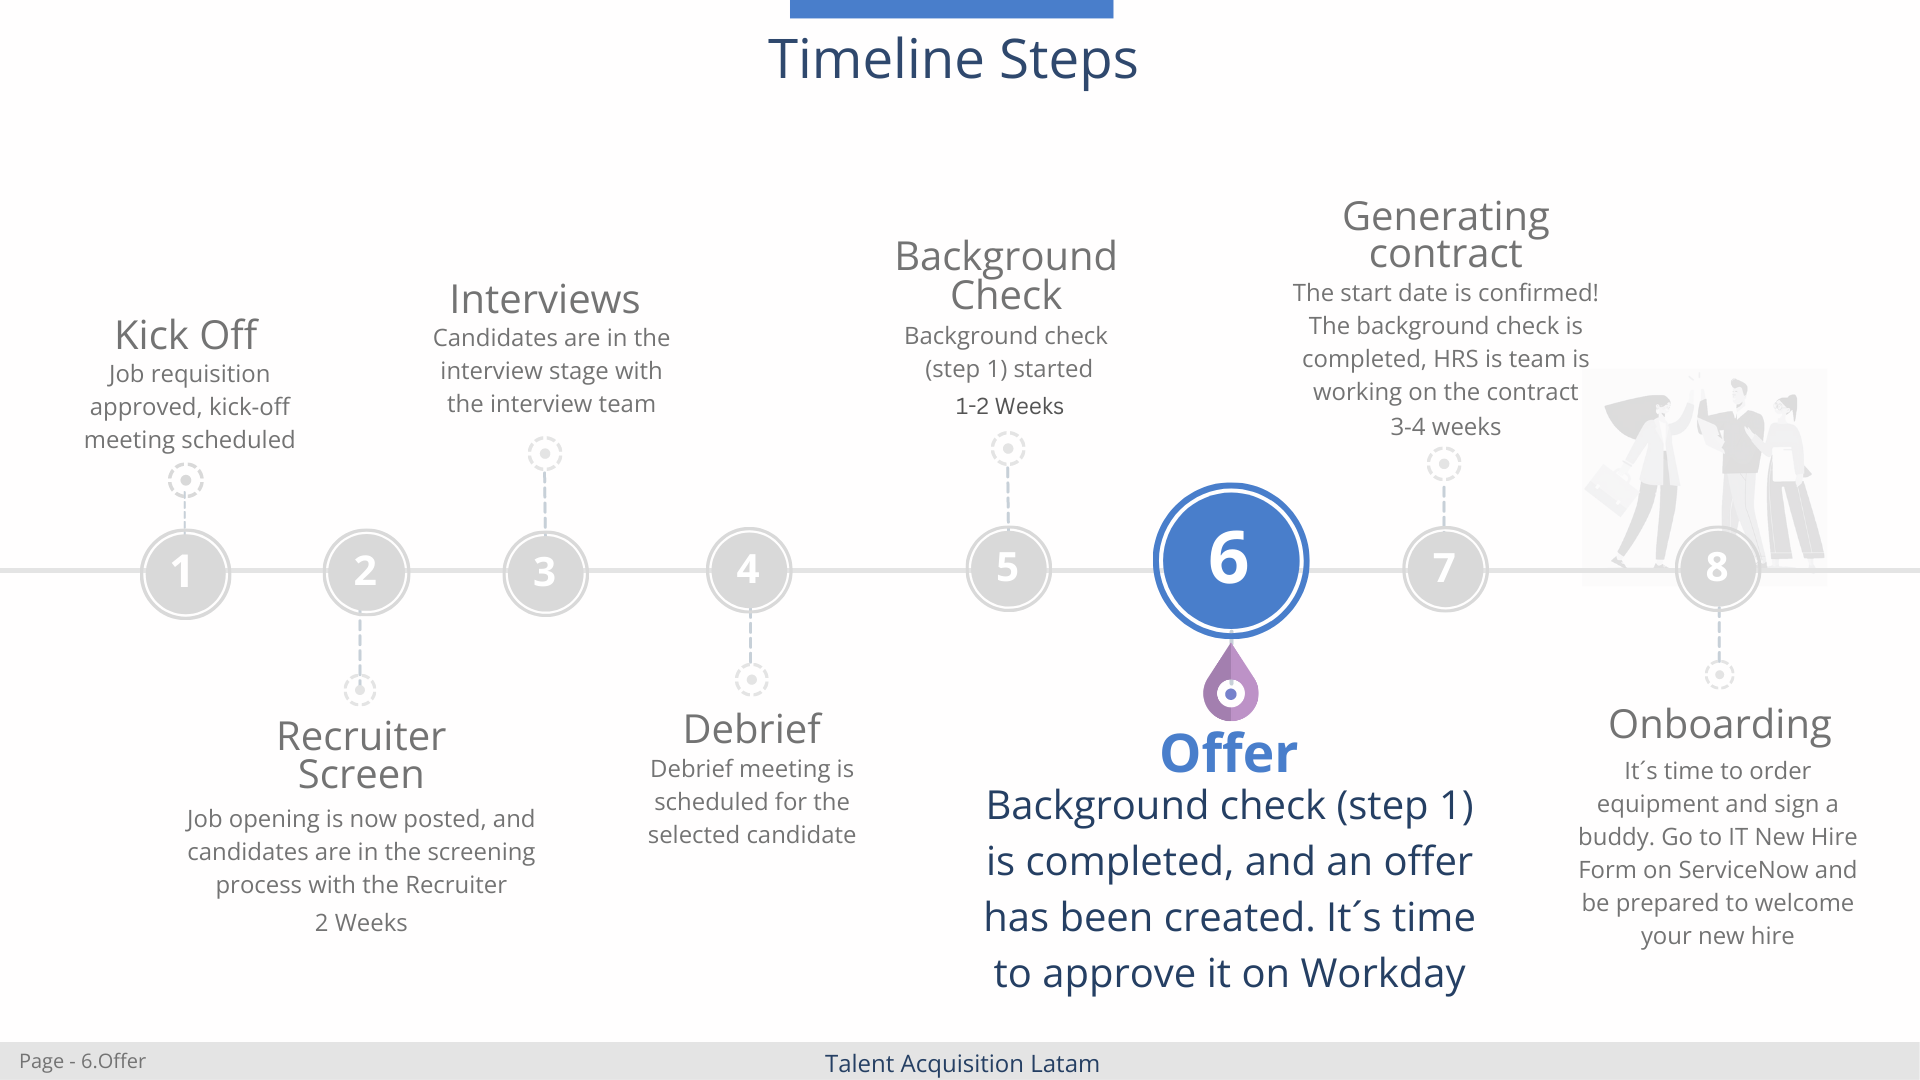 Timeline Steps
Kick Off
Job requisition
approved, kick-off
meeting scheduled
1
2
Recruiter
Screen
Job opening is now posted, and
candidates are in the screening
process with the Recruiter
2 Weeks
Interviews
Candidates are in the
interview stage with
the interview team
3
4
Debrief
Debrief meeting is
scheduled for the
selected candidate
Background
Check
Background check
(step 1) started
1-2 Weeks
5
6
Offer
Background check (step 1)
is completed, and an offer
has been created. It´s time
to approve it on Workday
Generating
contract
The start date is confirmed!
The background check is
completed, HRS is team is
working on the contract
3-4 weeks
7
8
Onboarding
It´s time to order
equipment and sign a
buddy. Go to IT New Hire
Form on ServiceNow and
be prepared to welcome
your new hire
Page - 6.Offer
Talent Acquisition Latam